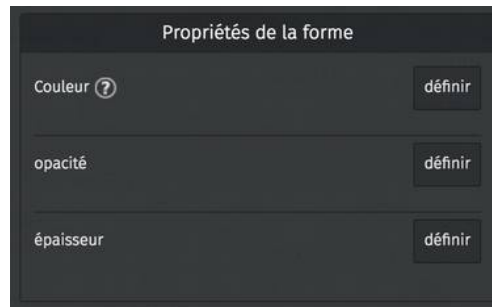 Propriétés de la forme
Couleur ? définir
opacité définir
épaisseur définir